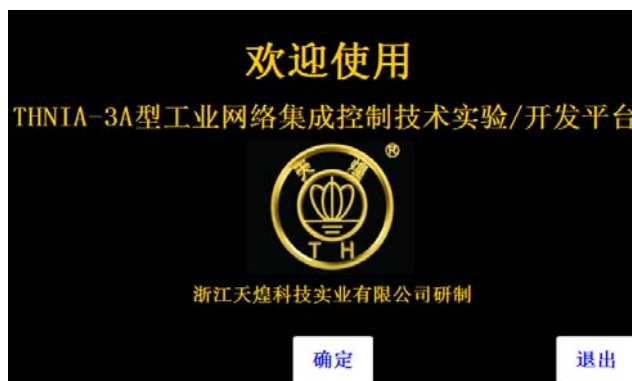 欢迎使用
THNIA-3A型工业网络集成控制技术实验/开发平台
天煌®
TH
浙江天煌科技实业有限公司研制
确定 退出